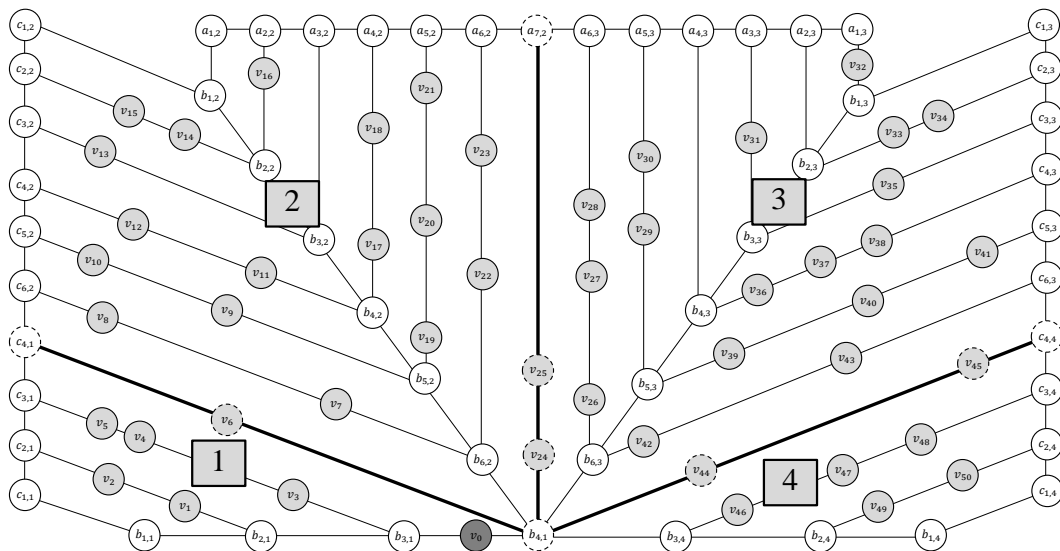 c1,2 a1,2 a2,2 a3,2 a4,2 a5,2 a6,2 a7,2 a6,3 a5,3 a4,3 a3,3 a2,3 a1,3 c1,3
c2,2 v16 v21 v32 c2,3
b1,2 b1,3
v15 v34
c3,2 v14 v18 v31 v33 c3,3
v13 v23 v30
b2,2 b2,3
c4,2 v35 c4,3
2 3
v12 v20 v28 v29 c5,3
c5,2 b3,2 v17 b3,3 v38
v10 v11 v22 v27 v37 v41
c6,2 v36 c6,3
v8 v9 b4,2 b4,3 v40
c4,1 v19 v39 v43 c4,4
b5,2 v25 b5,3 v45
c3,1 v7 v26 c3,4
v5 v6
v4 v42 v48 c2,4
c2,1 1 b6,2 v24 b6,3 v44 4 v47
v2 v3 v50 c1,4
c1,1 v1 v46 v49
b1,1 b2,1 b3,1 v0 b4,1 b3,4 b2,4 b1,4